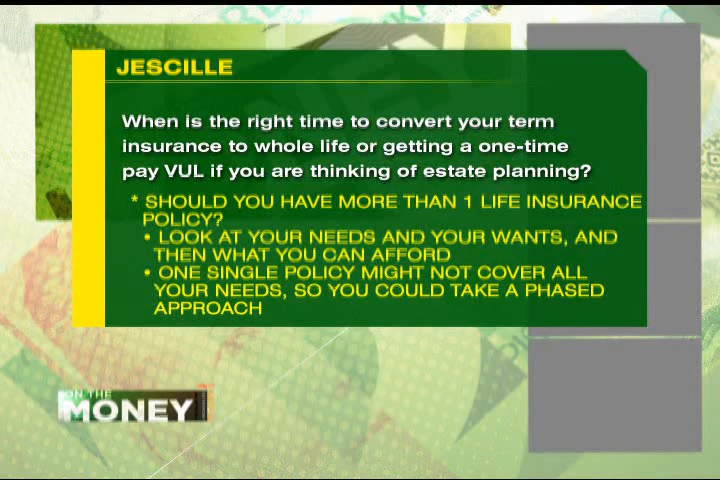 JESCILLE
When is the right time to convert your term
insurance to whole life or getting a one-time
pay VUL if you are thinking of estate planning?
* SHOULD YOU HAVE MORE THAN 1 LIFE INSURANCE
POLICY?
• LOOK AT YOUR NEEDS AND YOUR WANTS, AND
THEN WHAT YOU CAN AFFORD
• ONE SINGLE POLICY MIGHT NOT COVER ALL
YOUR NEEDS, SO YOU COULD TAKE A PHASED
APPROACH
ON THE
MONEY